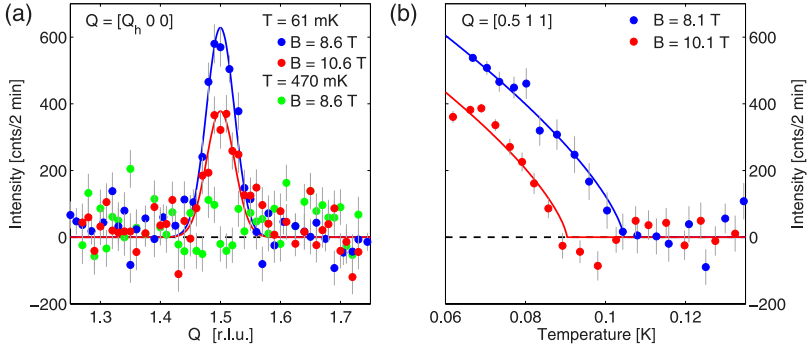 (a)
Q = [Qh 0 0]
T = 61 mK
B = 8.6 T
B = 10.6 T
T = 470 mK
B = 8.6 T
Intensity [cnts/2 min]
600
400
200
0
−200
1.3 1.4 1.5 1.6 1.7
Q [r.l.u.]
(b)
Q = [0.5 1 1]
B = 8.1 T
B = 10.1 T
600
400
200
0
−200
Intensity [cnts/2 min]
0.06 0.08 0.1 0.12
Temperature [K]